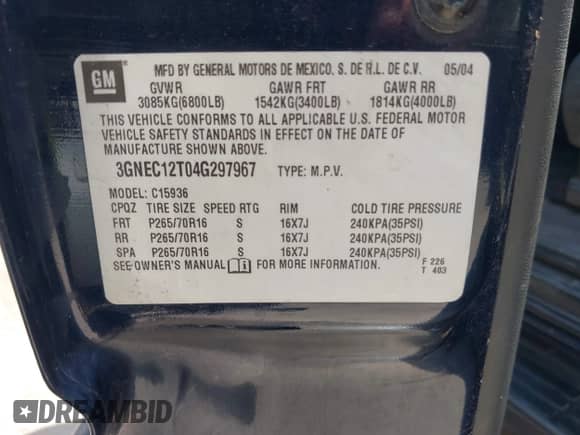 GM
MFD BY GENERAL MOTORS DE MEXICO, S. DE R.L. DE C.V. 05/04
GVWR GAWR FRT GAWR RR
3085KG(6800LB) 1542KG(3400LB) 1814KG(4000LB)
THIS VEHICLE CONFORMS TO ALL APPLICABLE U.S. FEDERAL MOTOR
VEHICLE SAFETY STANDARDS IN EFFECT ON THE DATE OF
MANUFACTURE SHOWN ABOVE.
3GNEC12T04G297967 TYPE: M.P.V.
MODEL: C15936
CPQZ TIRE SIZE SPEED RTG RIM COLD TIRE PRESSURE
FRT P265/70R16 S 16X7J 240KPA(35PSI)
RR P265/70R16 S 16X7J 240KPA(35PSI)
SPA P265/70R16 S 16X7J 240KPA(35PSI)
SEE OWNER'S MANUAL FOR MORE INFORMATION.
F 226
T 403
DREAMBID